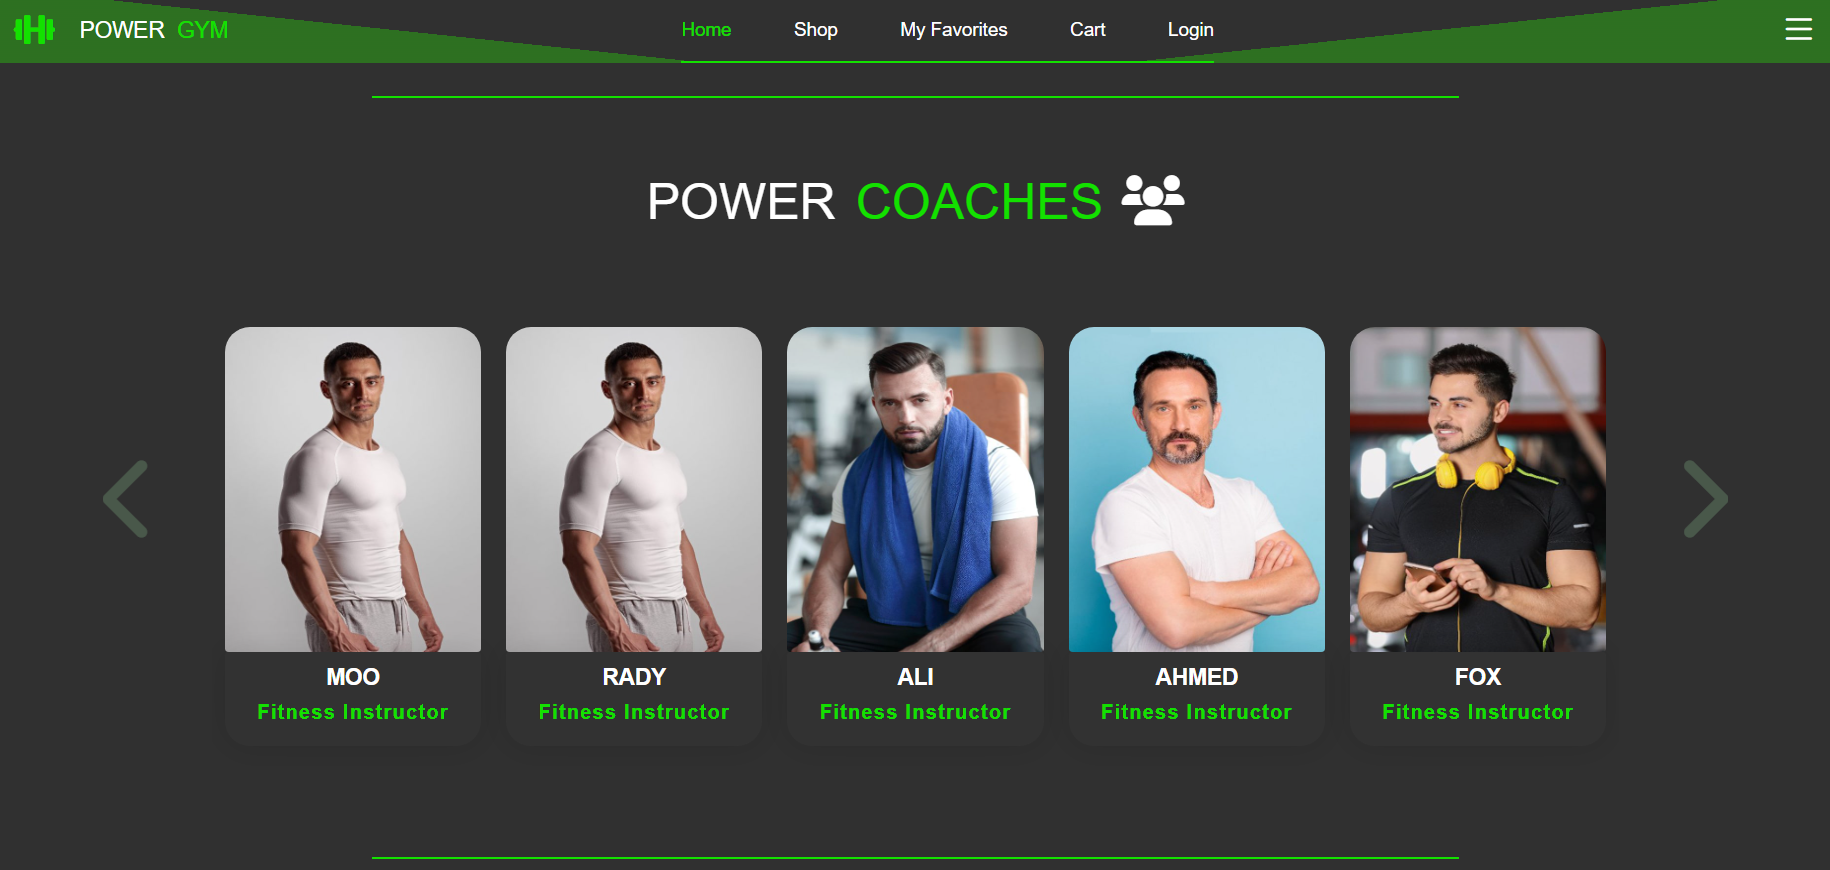 POWER GYM
Home Shop My Favorites Cart Login
POWER COACHES
MOO
Fitness Instructor
RADY
Fitness Instructor
ALI
Fitness Instructor
AHMED
Fitness Instructor
FOX
Fitness Instructor